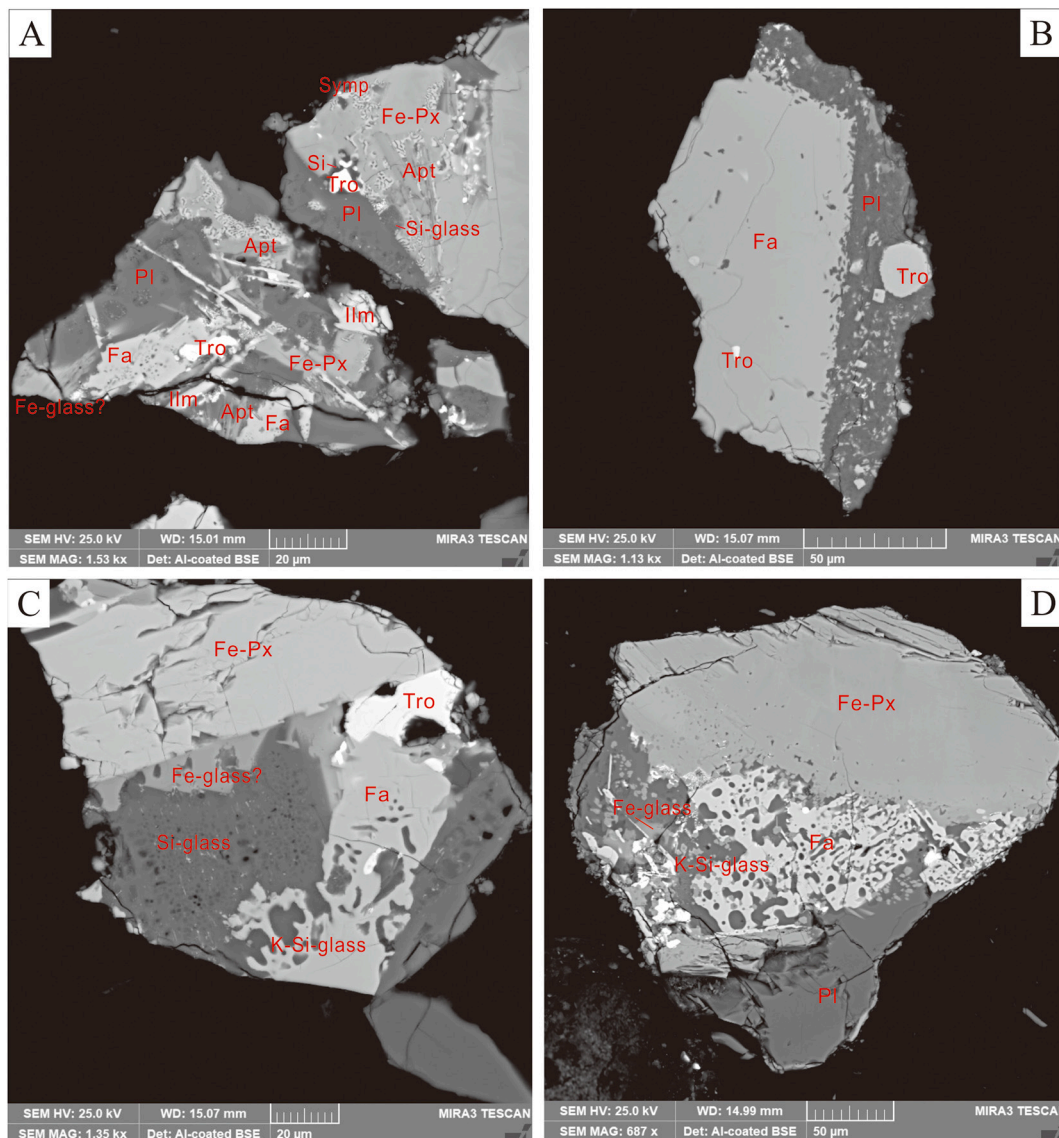 A
Symp
Fe-Px
Si
Apt
Tro
Pl
Si-glass
Apt
Pl
Ilm
Fa
Tro
Fe-Px
Fe-glass?
Ilm
Apt
Fa
SEM HV: 25.0 kV WD: 15.01 mm MIRA3 TESCAN
SEM MAG: 1.53 kx Det: Al-coated BSE 20 µm
B
Pl
Fa
Tro
Tro
SEM HV: 25.0 kV WD: 15.07 mm MIRA3 TESCAN
SEM MAG: 1.13 kx Det: Al-coated BSE 50 µm
C
Fe-Px
Tro
Fe-glass?
Fa
Si-glass
K-Si-glass
SEM HV: 25.0 kV WD: 15.07 mm MIRA3 TESCAN
SEM MAG: 1.35 kx Det: Al-coated BSE 20 µm
D
Fe-Px
Fe-glass
Fa
K-Si-glass
Pl
SEM HV: 25.0 kV WD: 14.99 mm MIRA3 TESCAN
SEM MAG: 687 x Det: Al-coated BSE 50 µm